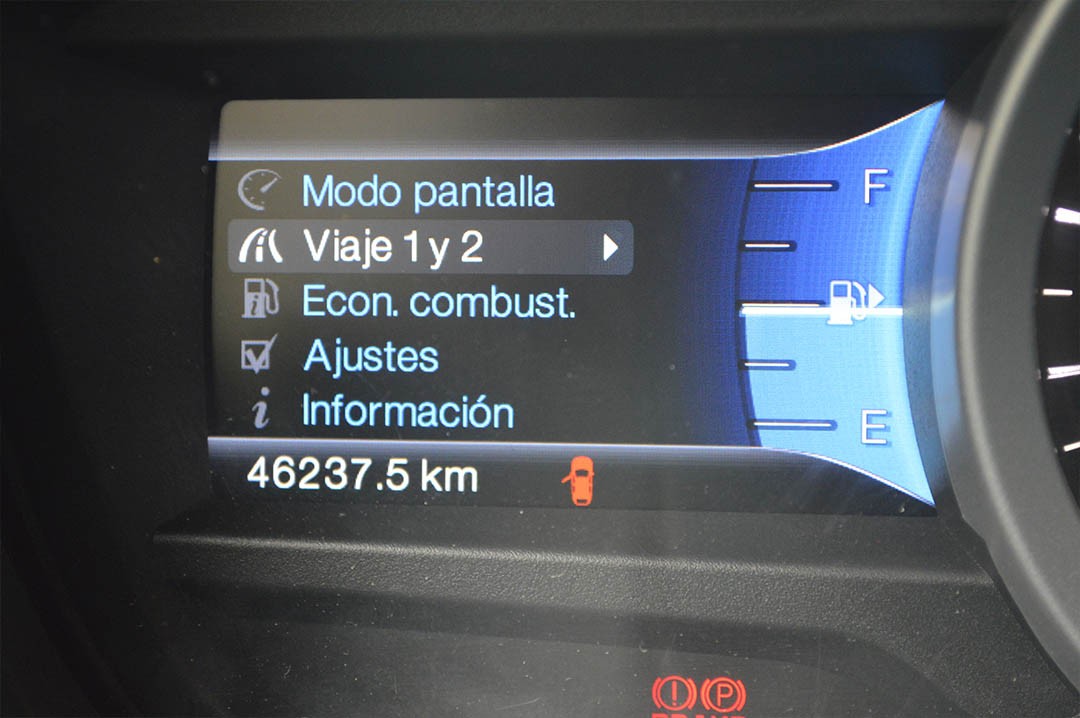 Modo pantalla
F
Viaje 1 y 2
Econ. combust.
Ajustes
Información
E
46237.5 km
P